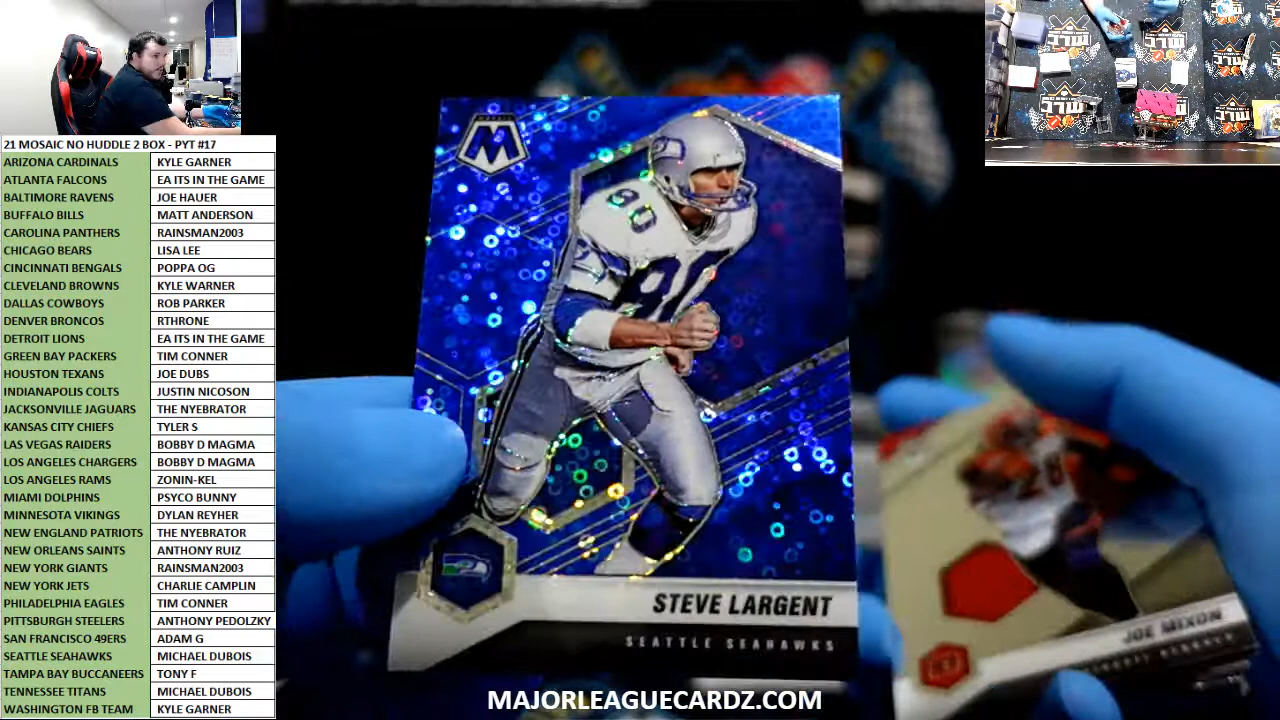 21 MOSAIC NO HUDDLE 2 BOX - PYT #17
ARIZONA CARDINALS KYLE GARNER
ATLANTA FALCONS EA ITS IN THE GAME
BALTIMORE RAVENS JOE HAUER
BUFFALO BILLS MATT ANDERSON
CAROLINA PANTHERS RAINSMAN2003
CHICAGO BEARS LISA LEE
CINCINNATI BENGALS POPPA OG
CLEVELAND BROWNS KYLE WARNER
DALLAS COWBOYS ROB PARKER
DENVER BRONCOS RTHRONE
DETROIT LIONS EA ITS IN THE GAME
GREEN BAY PACKERS TIM CONNER
HOUSTON TEXANS JOE DUBS
INDIANAPOLIS COLTS JUSTIN NICOSON
JACKSONVILLE JAGUARS THE NYEBRATOR
KANSAS CITY CHIEFS TYLER S
LAS VEGAS RAIDERS BOBBY D MAGMA
LOS ANGELES CHARGERS BOBBY D MAGMA
LOS ANGELES RAMS ZONIN-KEL
MIAMI DOLPHINS PSYCO BUNNY
MINNESOTA VIKINGS DYLAN REYHER
NEW ENGLAND PATRIOTS THE NYEBRATOR
NEW ORLEANS SAINTS ANTHONY RUIZ
NEW YORK GIANTS RAINSMAN2003
NEW YORK JETS CHARLIE CAMPLIN
PHILADELPHIA EAGLES TIM CONNER
PITTSBURGH STEELERS ANTHONY PEDOLZKY
SAN FRANCISCO 49ERS ADAM G
SEATTLE SEAHAWKS MICHAEL DUBOIS
TAMPA BAY BUCCANEERS TONY F
TENNESSEE TITANS MICHAEL DUBOIS
WASHINGTON FB TEAM KYLE GARNER
MOSAIC
M
80
80
STEVE LARGENT
SEATTLE SEAHAWKS
JOE MIXON
MAJORLEAGUECARDZ.COM